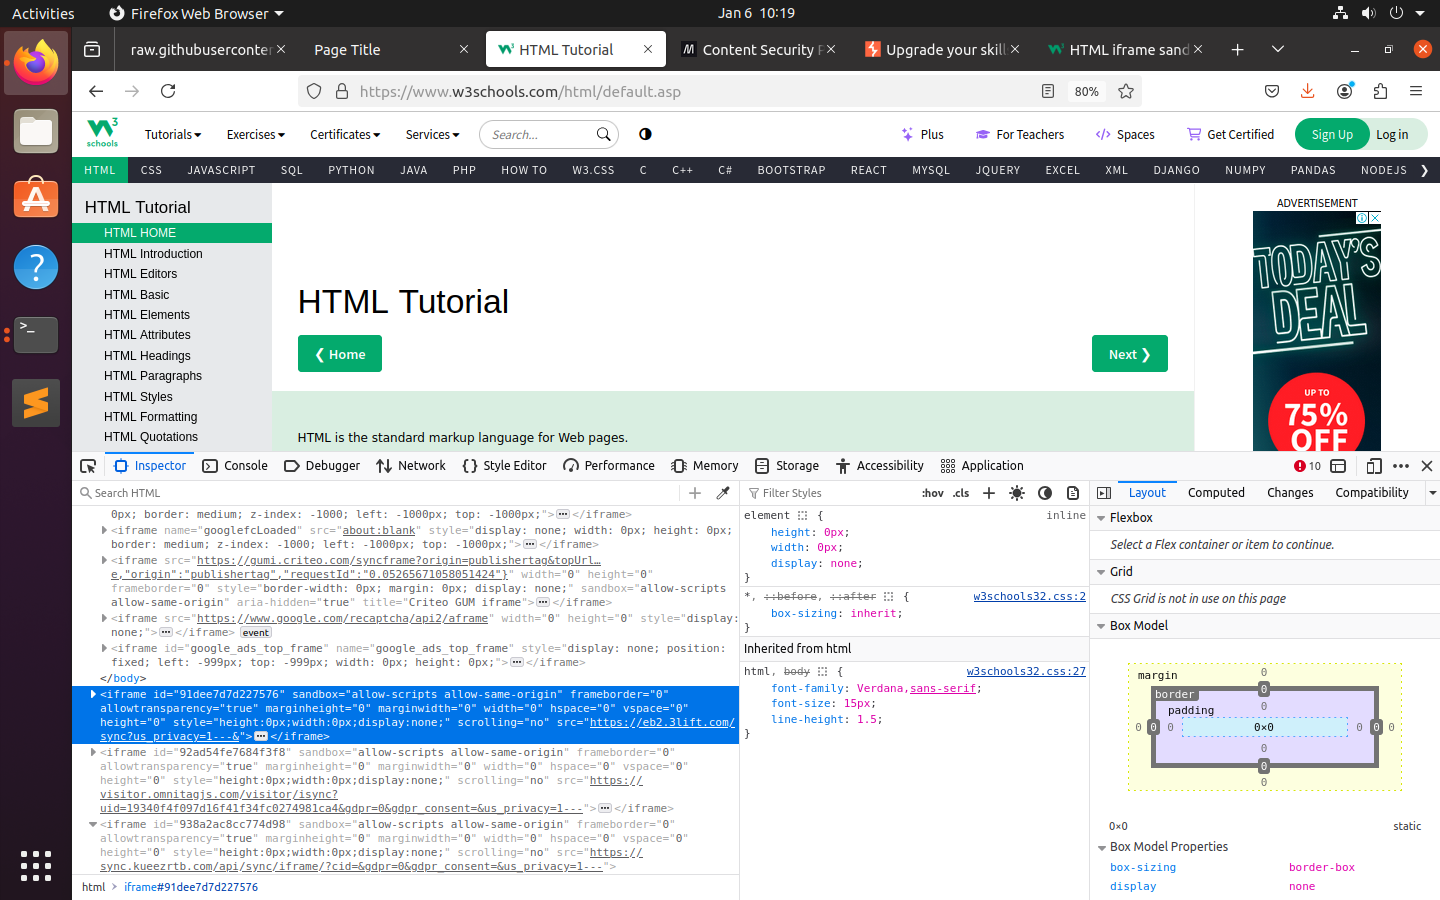 Activities
Firefox Web Browser
Jan 6 10:19
raw.githubuserconter
Page Title
HTML Tutorial
Content Security P
Upgrade your skill
HTML iframe sand
https://www.w3schools.com/html/default.asp
80%
W3
schools
Tutorials
Exercises
Certificates
Services
Search...
Plus
For Teachers
Spaces
Get Certified
Sign Up
Log in
HTML
CSS
JAVASCRIPT
SQL
PYTHON
JAVA
PHP
HOW TO
W3.CSS
C
C++
C#
BOOTSTRAP
REACT
MYSQL
JQUERY
EXCEL
XML
DJANGO
NUMPY
PANDAS
NODEJS
❯
HTML Tutorial
HTML HOME
HTML Introduction
HTML Editors
HTML Basic
HTML Elements
HTML Attributes
HTML Headings
HTML Paragraphs
HTML Styles
HTML Formatting
HTML Quotations
HTML Tutorial
❮ Home
Next ❯
HTML is the standard markup language for Web pages.
ADVERTISEMENT
TODAY'S
DEAL
UP TO
75%
OFF
Inspector
Console
Debugger
Network
Style Editor
Performance
Memory
Storage
Accessibility
Application
10
Search HTML
0px; border: medium; z-index: -1000; left: -1000px; top: -1000px;"></iframe>
<iframe name="googlefcLoaded" src="about:blank" style="display: none; width: 0px; height: 0px;
border: medium; z-index: -1000; left: -1000px; top: -1000px;"></iframe>
<iframe src="https://gumi.criteo.com/syncframe?origin=publishertag&topUrl…
e,"origin":"publishertag","requestId":"0.05265671058051424"}" width="0" height="0"
frameborder="0" style="border-width: 0px; margin: 0px; display: none;" sandbox="allow-scripts
allow-same-origin" aria-hidden="true" title="Criteo GUM iframe"></iframe>
<iframe src="https://www.google.com/recaptcha/api2/aframe" width="0" height="0" style="display:
none;"></iframe> event
<iframe id="google_ads_top_frame" name="google_ads_top_frame" style="display: none; position:
fixed; left: -999px; top: -999px; width: 0px; height: 0px;"></iframe>
</body>
<iframe id="91dee7d7d227576" sandbox="allow-scripts allow-same-origin" frameborder="0"
allowtransparency="true" marginheight="0" marginwidth="0" width="0" hspace="0" vspace="0"
height="0" style="height:0px;width:0px;display:none;" scrolling="no" src="https://eb2.3lift.com/
sync?us_privacy=1---&"></iframe>
<iframe id="92ad54fe7684f3f8" sandbox="allow-scripts allow-same-origin" frameborder="0"
allowtransparency="true" marginheight="0" marginwidth="0" width="0" hspace="0" vspace="0"
height="0" style="height:0px;width:0px;display:none;" scrolling="no" src="https://
visitor.omnitagjs.com/visitor/isync?
uid=19340f4f097d16f41f34fc0274981ca4&gdpr=0&gdpr_consent=&us_privacy=1---"></iframe>
<iframe id="938a2ac8cc774d98" sandbox="allow-scripts allow-same-origin" frameborder="0"
allowtransparency="true" marginheight="0" marginwidth="0" width="0" hspace="0" vspace="0"
height="0" style="height:0px;width:0px;display:none;" scrolling="no" src="https://
sync.kueezrtb.com/api/sync/iframe/?cid=&gdpr=0&gdpr_consent=&us_privacy=1---">
html > iframe#91dee7d7d227576
Filter Styles
:hov .cls
element { inline
height: 0px;
width: 0px;
display: none;
}
*, ::before, ::after { w3schools32.css:2
box-sizing: inherit;
}
Inherited from html
html, body { w3schools32.css:27
font-family: Verdana,sans-serif;
font-size: 15px;
line-height: 1.5;
}
Layout
Computed
Changes
Compatibility
Flexbox
Select a Flex container or item to continue.
Grid
CSS Grid is not in use on this page
Box Model
margin
0
border
0
padding
0
0 0 0 0×0 0 0 0
0
0
0
0×0
static
Box Model Properties
box-sizing border-box
display none